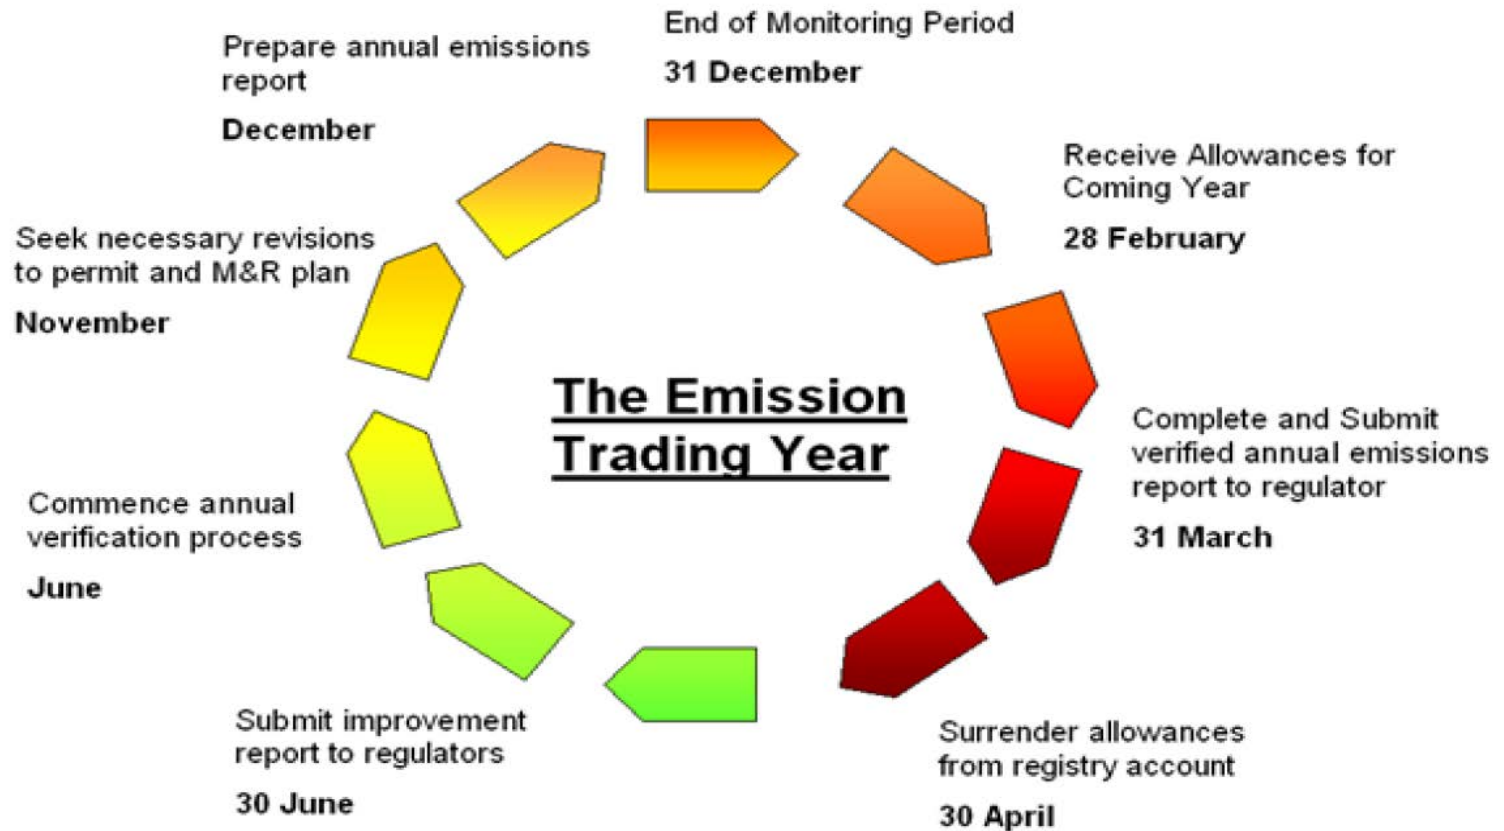 End of Monitoring Period
31 December
Receive Allowances for
Coming Year
28 February
Complete and Submit
verified annual emissions
report to regulator
31 March
Surrender allowances
from registry account
30 April
Submit improvement
report to regulators
30 June
Commence annual
verification process
June
Seek necessary revisions
to permit and M&R plan
November
Prepare annual emissions
report
December
The Emission
Trading Year